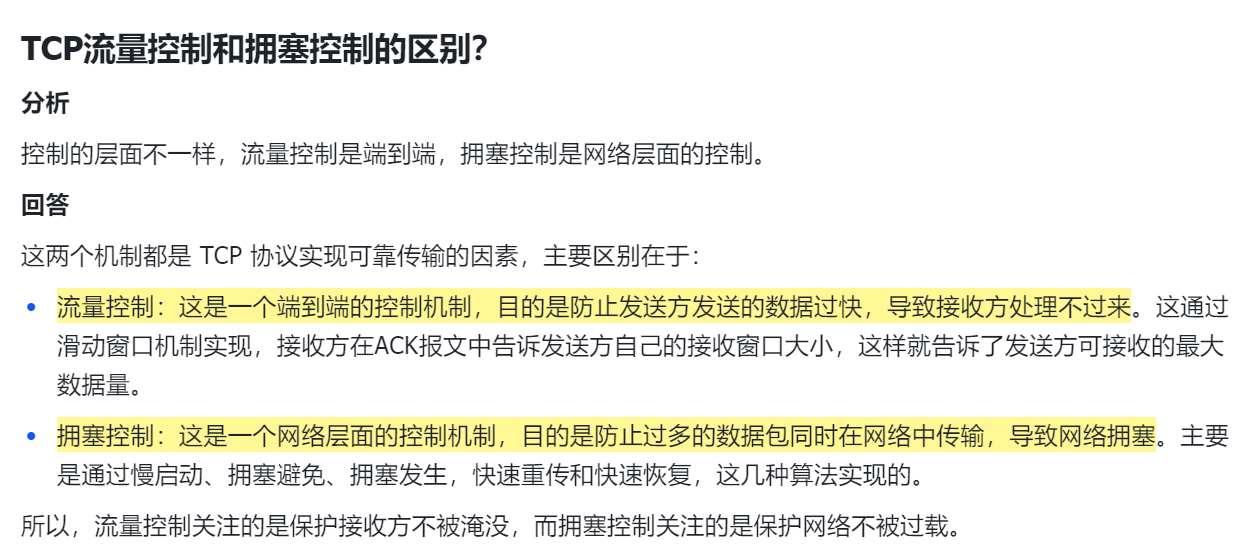 TCP流量控制和拥塞控制的区别？
分析
控制的层面不一样，流量控制是端到端，拥塞控制是网络层面的控制。
回答
这两个机制都是 TCP 协议实现可靠传输的因素，主要区别在于：
• 流量控制：这是一个端到端的控制机制，目的是防止发送方发送的数据过快，导致接收方处理不过来。这通过
滑动窗口机制实现，接收方在ACK报文中告诉发送方自己的接收窗口大小，这样就告诉了发送方可接收的最大
数据量。
• 拥塞控制：这是一个网络层面的控制机制，目的是防止过多的数据包同时在网络中传输，导致网络拥塞。主要
是通过慢启动、拥塞避免、拥塞发生，快速重传和快速恢复，这几种算法实现的。
所以，流量控制关注的是保护接收方不被淹没，而拥塞控制关注的是保护网络不被过载。